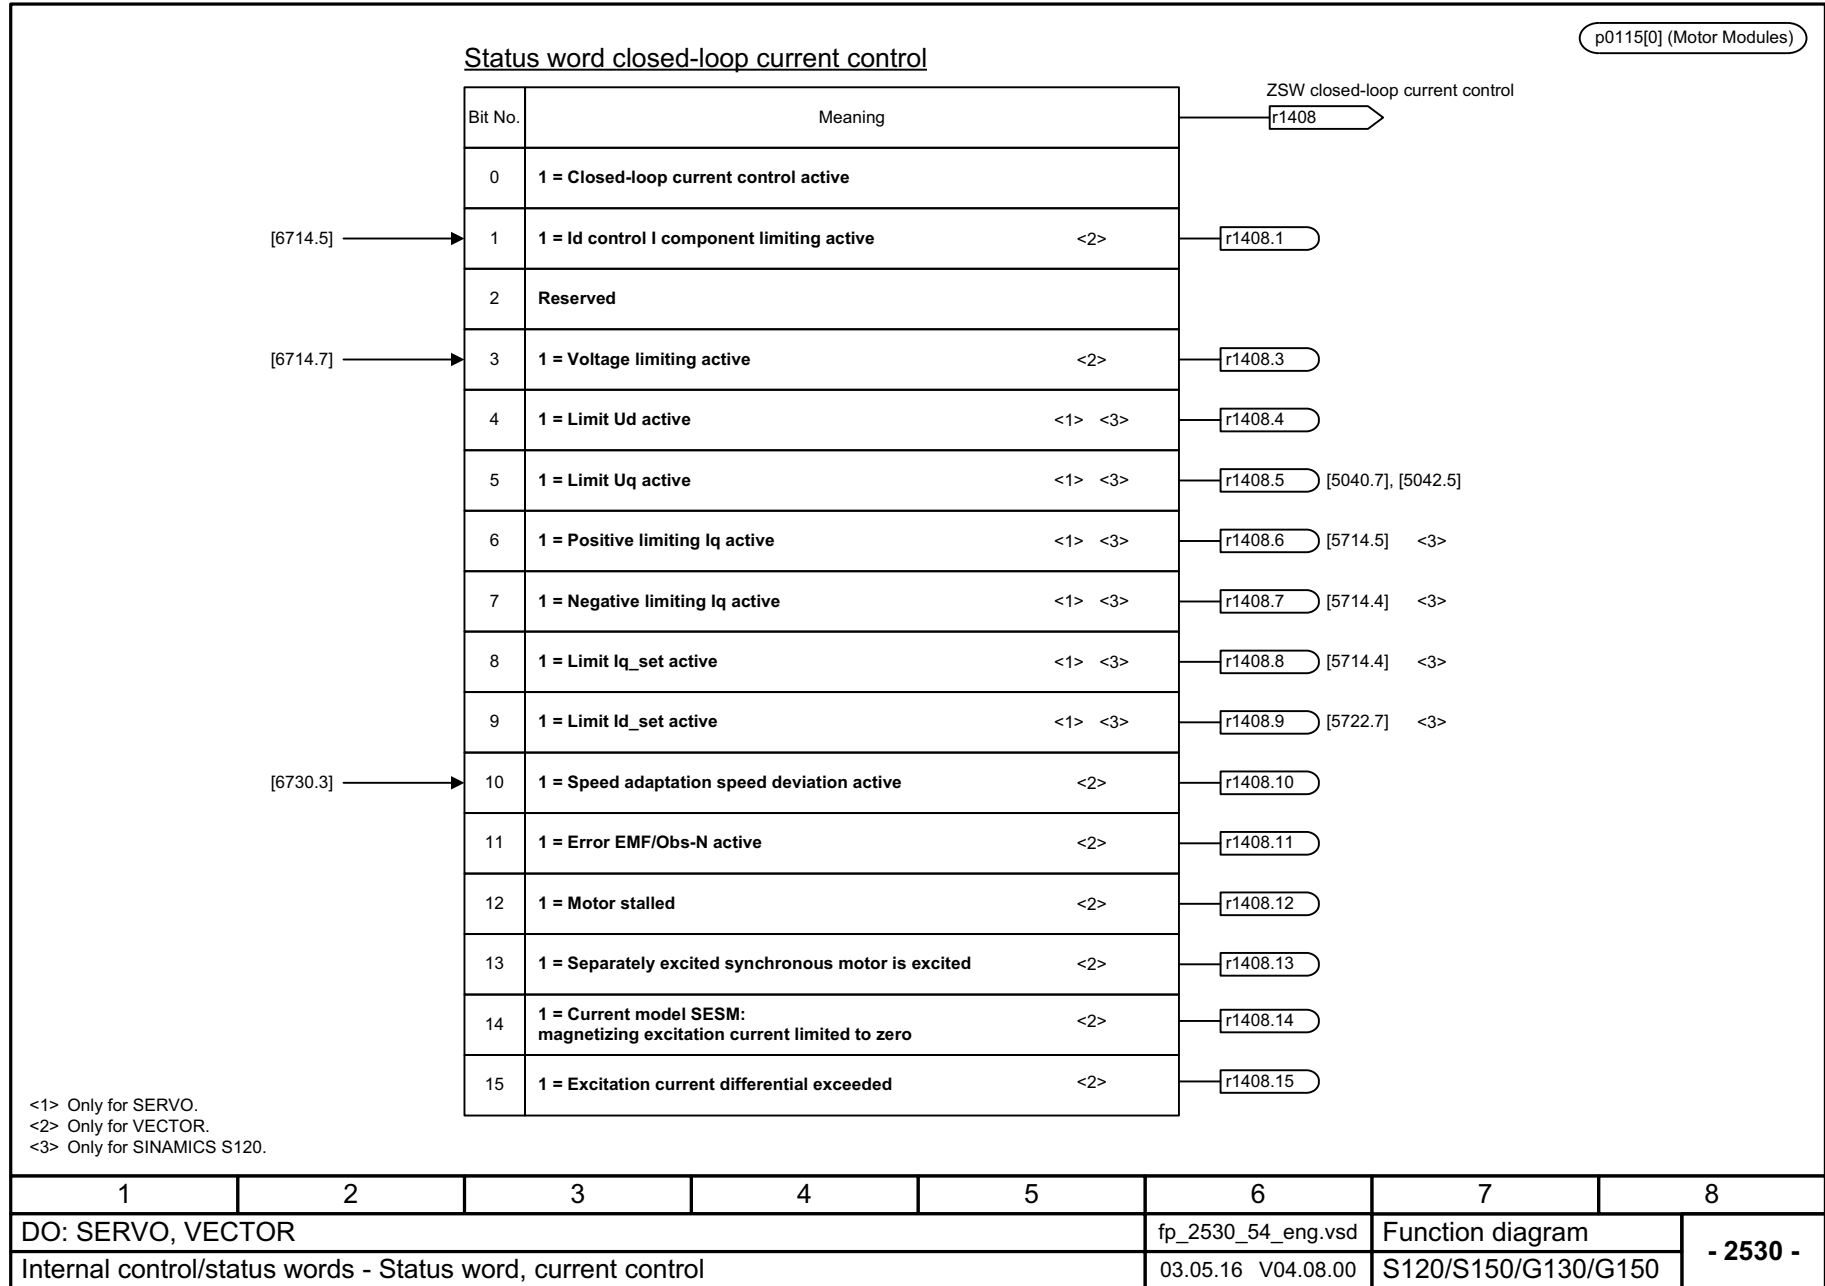 p0115[0] (Motor Modules)
Status word closed-loop current control
ZSW closed-loop current control
Bit No. Meaning r1408
0 1 = Closed-loop current control active
[6714.5] 1 1 = Id control I component limiting active <2> r1408.1
2 Reserved
[6714.7] 3 1 = Voltage limiting active <2> r1408.3
4 1 = Limit Ud active <1> <3> r1408.4
5 1 = Limit Uq active <1> <3> r1408.5 [5040.7], [5042.5]
6 1 = Positive limiting Iq active <1> <3> r1408.6 [5714.5] <3>
7 1 = Negative limiting Iq active <1> <3> r1408.7 [5714.4] <3>
8 1 = Limit Iq_set active <1> <3> r1408.8 [5714.4] <3>
9 1 = Limit Id_set active <1> <3> r1408.9 [5722.7] <3>
[6730.3] 10 1 = Speed adaptation speed deviation active <2> r1408.10
11 1 = Error EMF/Obs-N active <2> r1408.11
12 1 = Motor stalled <2> r1408.12
13 1 = Separately excited synchronous motor is excited <2> r1408.13
14 1 = Current model SESM:
magnetizing excitation current limited to zero <2> r1408.14
15 1 = Excitation current differential exceeded <2> r1408.15
<1> Only for SERVO.
<2> Only for VECTOR.
<3> Only for SINAMICS S120.
1 2 3 4 5 6 7 8
DO: SERVO, VECTOR fp_2530_54_eng.vsd Function diagram
- 2530 -
Internal control/status words - Status word, current control 03.05.16 V04.08.00 S120/S150/G130/G150